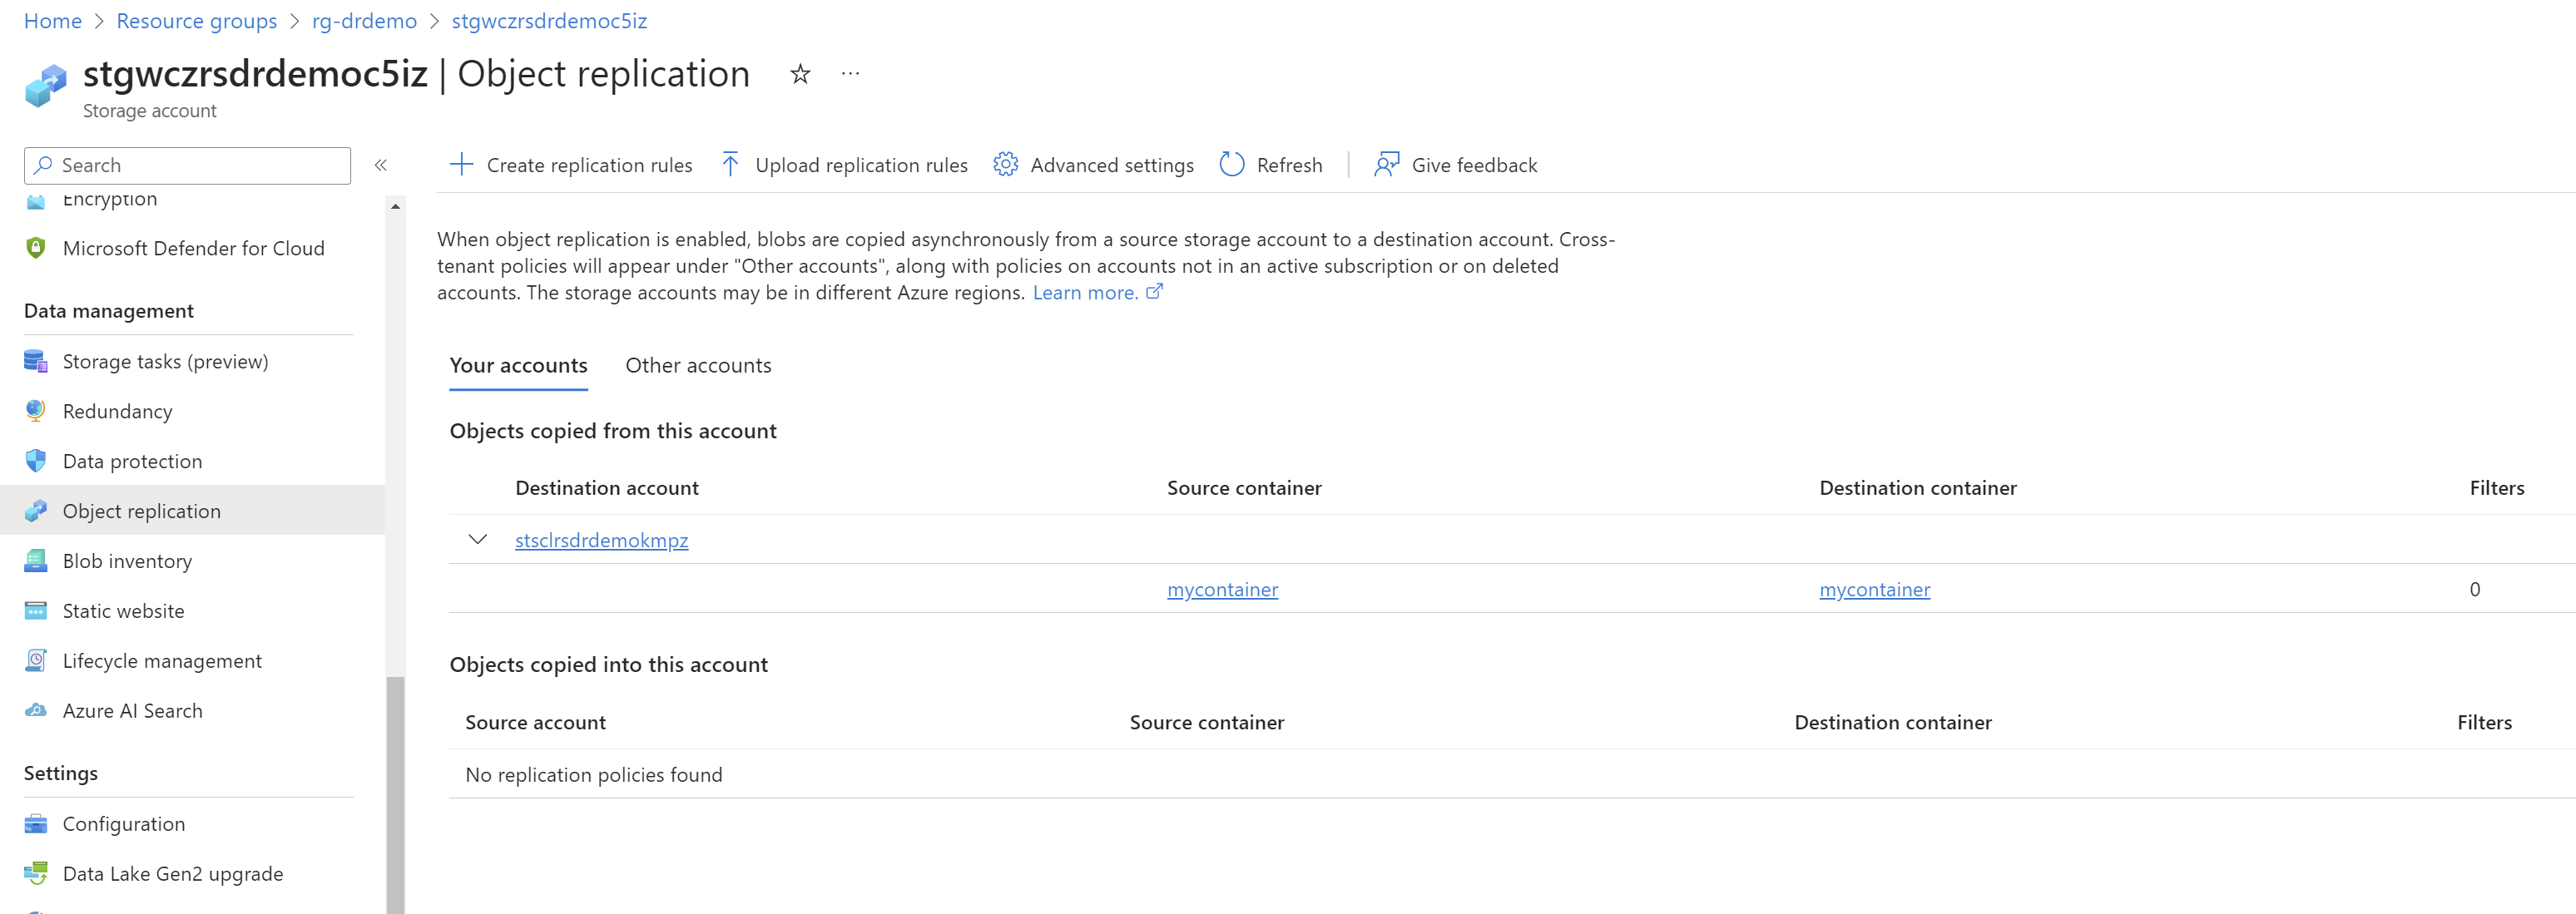 Home > Resource groups > rg-drdemo > stgwczrsdrdemoc5iz
stgwczrsdrdemoc5iz | Object replication
Storage account
Search
Create replication rules
Upload replication rules
Advanced settings
Refresh
Give feedback
Encryption
Microsoft Defender for Cloud
Data management
Storage tasks (preview)
Redundancy
Data protection
Object replication
Blob inventory
Static website
Lifecycle management
Azure AI Search
Settings
Configuration
Data Lake Gen2 upgrade
When object replication is enabled, blobs are copied asynchronously from a source storage account to a destination account. Cross-
tenant policies will appear under "Other accounts", along with policies on accounts not in an active subscription or on deleted
accounts. The storage accounts may be in different Azure regions. Learn more.
Your accounts
Other accounts
Objects copied from this account
Destination account Source container Destination container Filters
stsclrsdrdemokmpz
mycontainer mycontainer 0
Objects copied into this account
Source account Source container Destination container Filters
No replication policies found